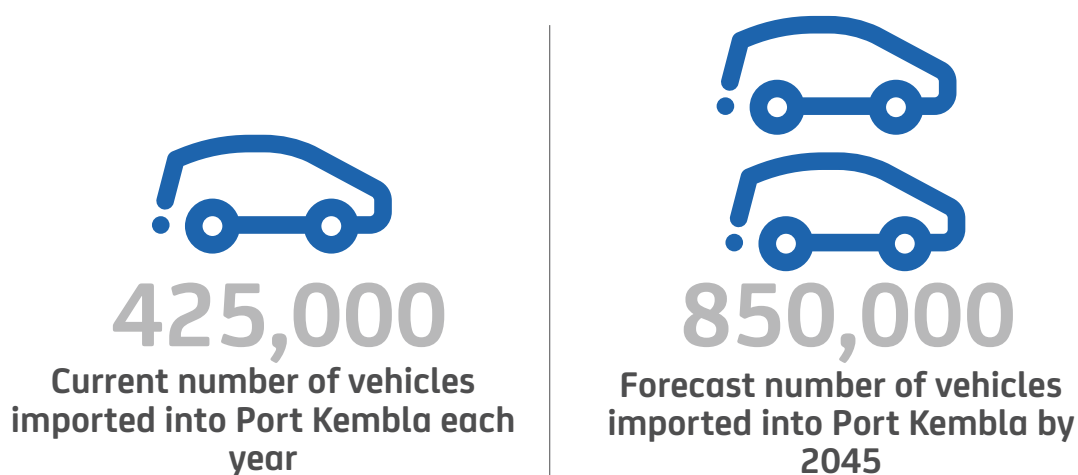 425,000
Current number of vehicles
imported into Port Kembla each
year
850,000
Forecast number of vehicles
imported into Port Kembla by
2045